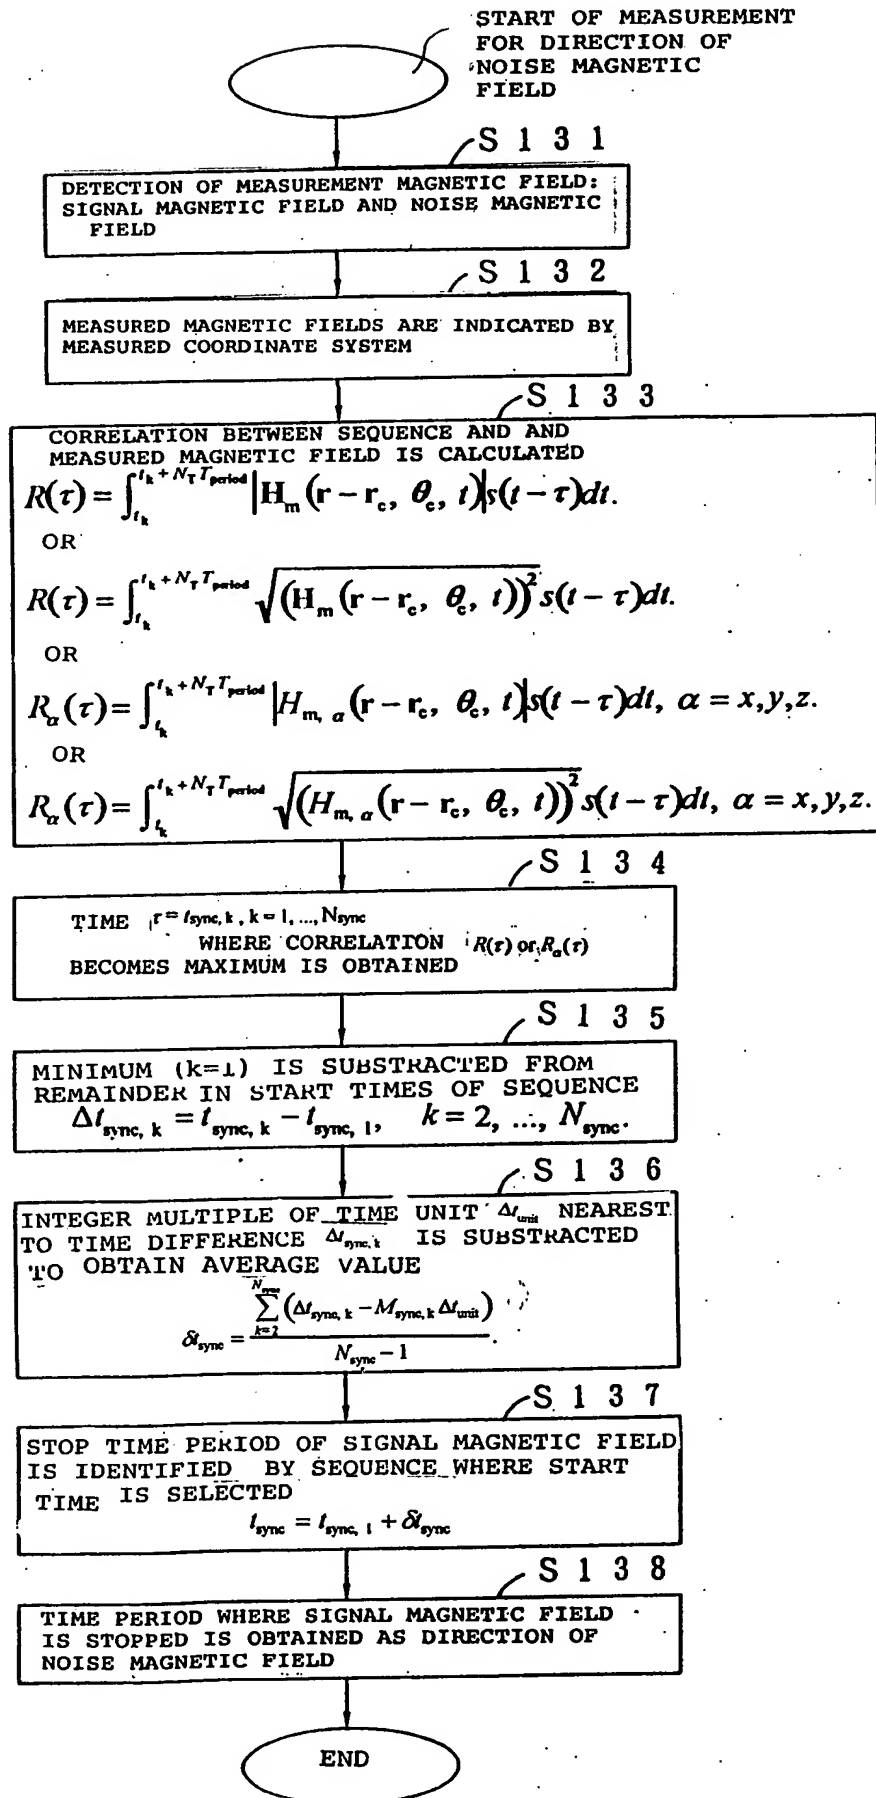 START OF MEASUREMENT
FOR DIRECTION OF
NOISE MAGNETIC
FIELD
S 1 3 1
DETECTION OF MEASUREMENT MAGNETIC FIELD:
SIGNAL MAGNETIC FIELD AND NOISE MAGNETIC
FIELD
S 1 3 2
MEASURED MAGNETIC FIELDS ARE INDICATED BY
MEASURED COORDINATE SYSTEM
S 1 3 3
CORRELATION BETWEEN SEQUENCE AND AND
MEASURED MAGNETIC FIELD IS CALCULATED
R(τ) = ∫_{t_k}^{t_k + N_T T_period} |H_m (r − r_c, θ_c, t)| s(t − τ)dt.
OR
R(τ) = ∫_{t_k}^{t_k + N_T T_period} √(H_m (r − r_c, θ_c, t))² s(t − τ)dt.
OR
R_α(τ) = ∫_{t_k}^{t_k + N_T T_period} |H_{m, α} (r − r_c, θ_c, t)| s(t − τ)dt, α = x,y,z.
OR
R_α(τ) = ∫_{t_k}^{t_k + N_T T_period} √(H_{m, α} (r − r_c, θ_c, t))² s(t − τ)dt, α = x,y,z.
S 1 3 4
TIME τ = t_{sync, k} , k = 1, ..., N_sync
WHERE CORRELATION R(τ) or R_α(τ)
BECOMES MAXIMUM IS OBTAINED
S 1 3 5
MINIMUM (k=1) IS SUBSTRACTED FROM
REMAINDER IN START TIMES OF SEQUENCE
Δt_{sync, k} = t_{sync, k} − t_{sync, 1}, k = 2, ..., N_sync.
S 1 3 6
INTEGER MULTIPLE OF TIME UNIT Δt_unit NEAREST
TO TIME DIFFERENCE Δt_{sync, k} IS SUBSTRACTED
TO OBTAIN AVERAGE VALUE
δt_sync = ∑_{k=2}^{N_sync} (Δt_{sync, k} − M_{sync, k} Δt_unit) / (N_sync − 1).
S 1 3 7
STOP TIME PERIOD OF SIGNAL MAGNETIC FIELD
IS IDENTIFIED BY SEQUENCE WHERE START
TIME IS SELECTED
t_sync = t_{sync, 1} + δt_sync
S 1 3 8
TIME PERIOD WHERE SIGNAL MAGNETIC FIELD
IS STOPPED IS OBTAINED AS DIRECTION OF
NOISE MAGNETIC FIELD
END